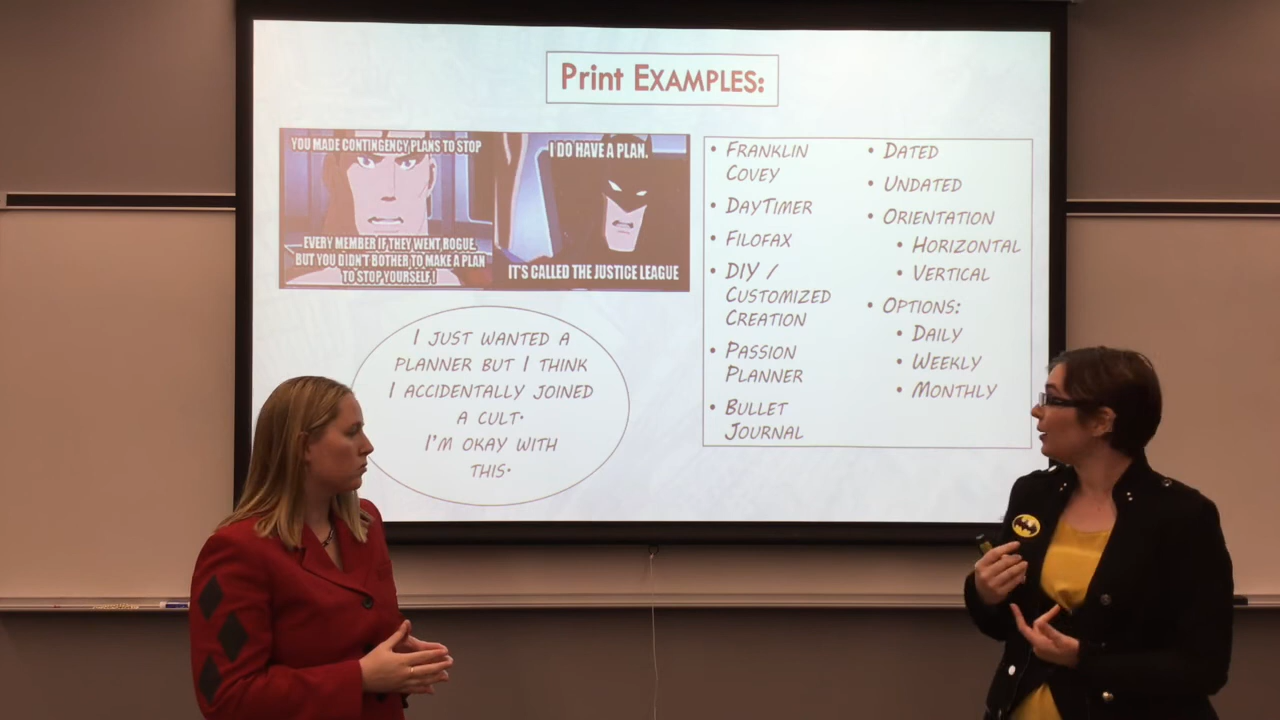 Print EXAMPLES:
YOU MADE CONTINGENCY PLANS TO STOP
EVERY MEMBER IF THEY WENT ROGUE,
BUT YOU DIDN'T BOTHER TO MAKE A PLAN
TO STOP YOURSELF!
I DO HAVE A PLAN.
IT'S CALLED THE JUSTICE LEAGUE
I JUST WANTED A
PLANNER BUT I THINK
I ACCIDENTALLY JOINED
A CULT.
I'M OKAY WITH
THIS.
• FRANKLIN
COVEY
• DAYTIMER
• FILOFAX
• DIY /
CUSTOMIZED
CREATION
• PASSION
PLANNER
• BULLET
JOURNAL
• DATED
• UNDATED
• ORIENTATION
• HORIZONTAL
• VERTICAL
• OPTIONS:
• DAILY
• WEEKLY
• MONTHLY